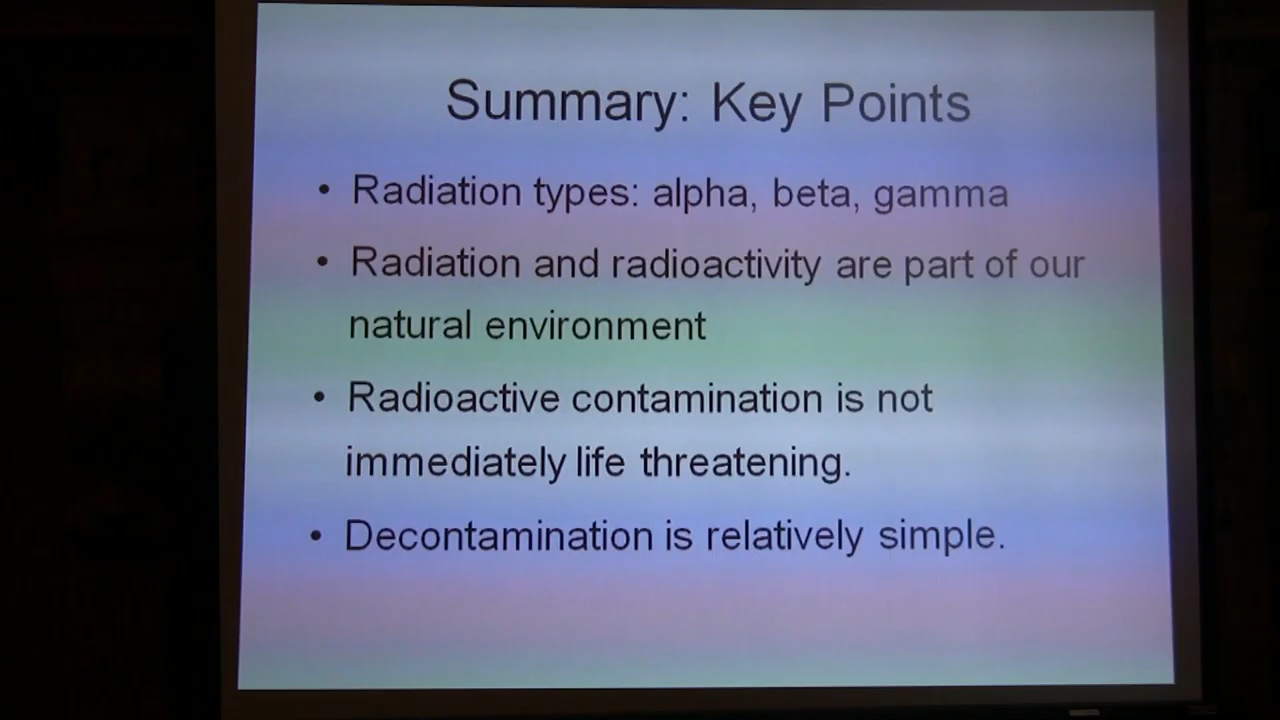 Summary: Key Points
• Radiation types: alpha, beta, gamma
• Radiation and radioactivity are part of our
natural environment
• Radioactive contamination is not
immediately life threatening.
• Decontamination is relatively simple.